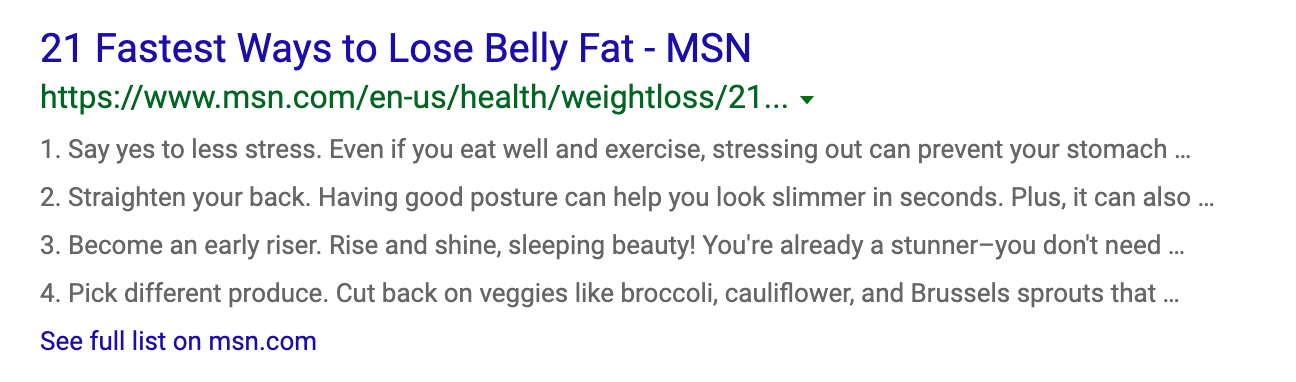 21 Fastest Ways to Lose Belly Fat - MSN
https://www.msn.com/en-us/health/weightloss/21...
1. Say yes to less stress. Even if you eat well and exercise, stressing out can prevent your stomach ...
2. Straighten your back. Having good posture can help you look slimmer in seconds. Plus, it can also ...
3. Become an early riser. Rise and shine, sleeping beauty! You're already a stunner–you don't need ...
4. Pick different produce. Cut back on veggies like broccoli, cauliflower, and Brussels sprouts that ...
See full list on msn.com